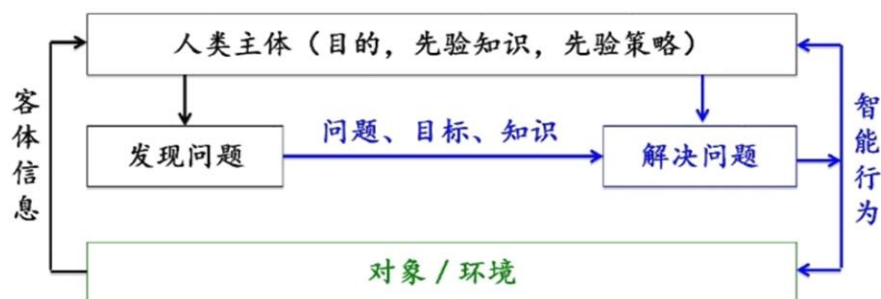 人类主体（目的，先验知识，先验策略）
客体信息
发现问题
问题、目标、知识
解决问题
智能行为
对象 / 环境